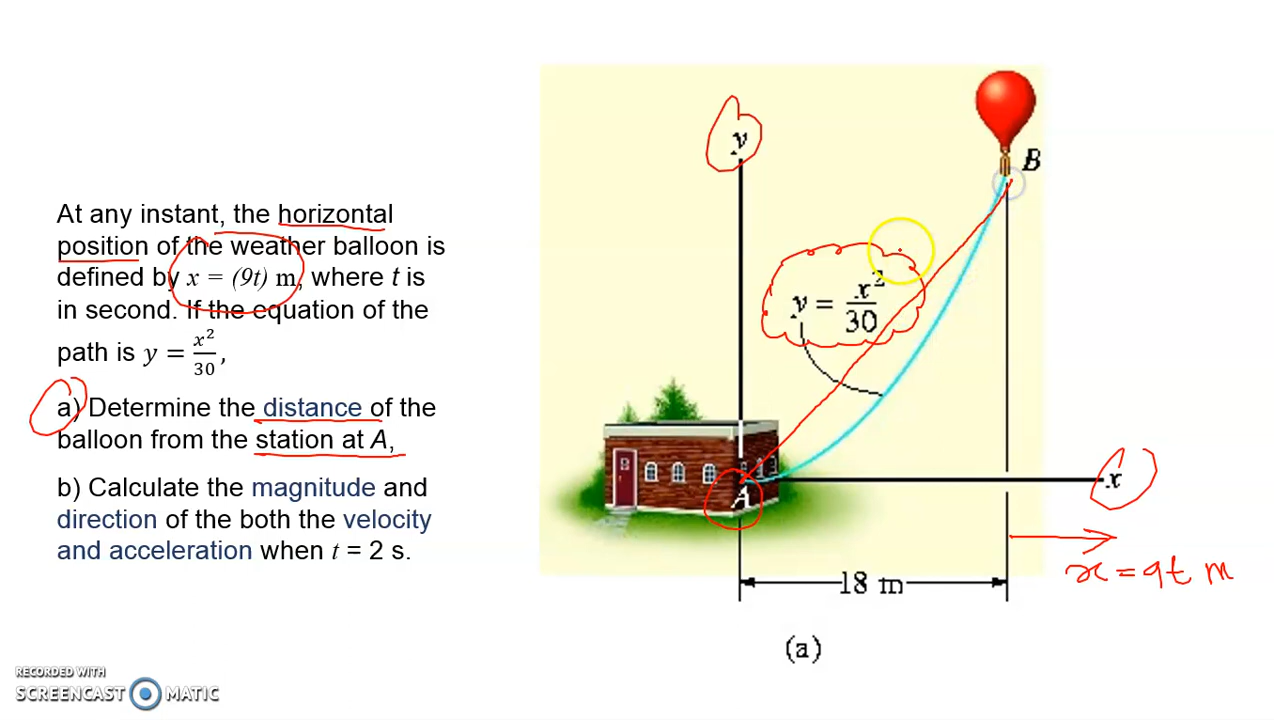 At any instant, the horizontal
position of the weather balloon is
defined by x = (9t) m, where t is
in second. If the equation of the
path is y = x²/30,
a) Determine the distance of the
balloon from the station at A,
b) Calculate the magnitude and
direction of the both the velocity
and acceleration when t = 2 s.
y
B
y = x²/30
A
x
x = 9t m
18 m
(a)
RECORDED WITH
SCREENCAST MATIC